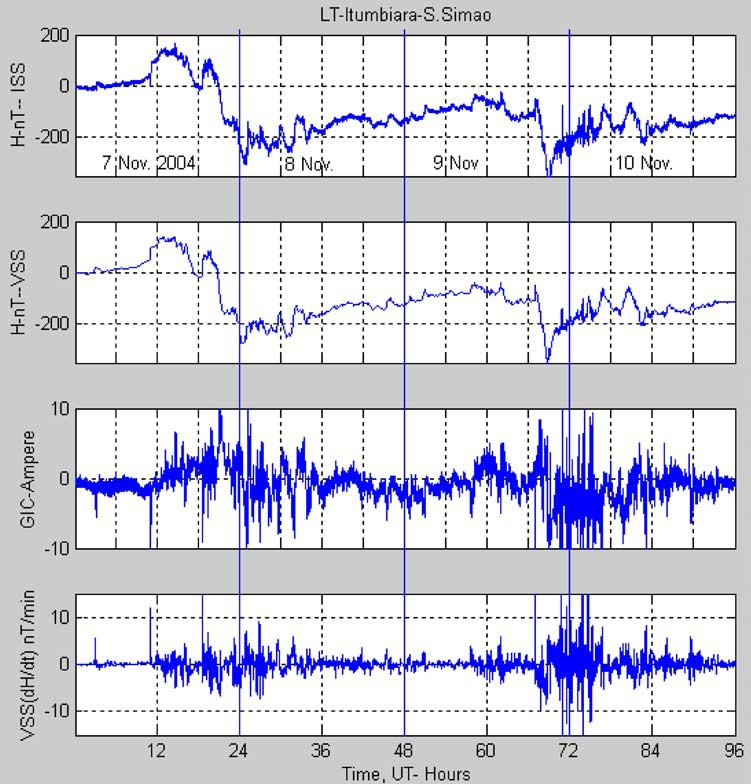 LT-Itumbiara-S.Simao
200
0
-200
H-nT-- ISS
7 Nov. 2004
8 Nov.
9 Nov
10 Nov.
200
0
-200
H-nT--VSS
10
0
-10
GIC-Ampere
10
0
-10
VSS(dH/dt) nT/min
12 24 36 48 60 72 84 96
Time, UT- Hours